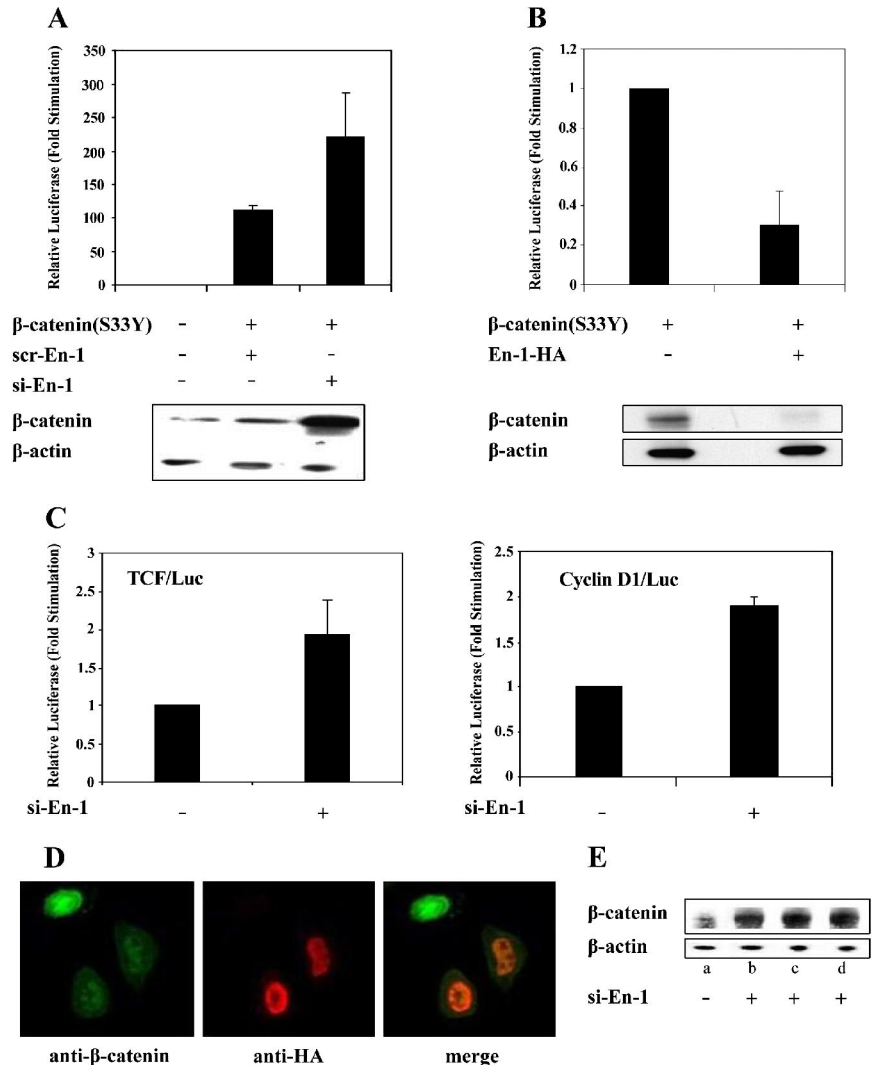 A
Relative Luciferase (Fold Stimulation)
350
300
250
200
150
100
50
0
β-catenin(S33Y) - + +
scr-En-1 - + -
si-En-1 - - +
β-catenin
β-actin
B
Relative Luciferase (Fold Stimulation)
1.2
1
0.8
0.6
0.4
0.2
0
β-catenin(S33Y) + +
En-1-HA - +
β-catenin
β-actin
C
Relative Luciferase (Fold Stimulation)
3
2.5
2
1.5
1
0.5
0
TCF/Luc
si-En-1 - +
Relative Luciferase (Fold Stimulation)
2.5
2
1.5
1
0.5
0
Cyclin D1/Luc
si-En-1 - +
D
anti-β-catenin
anti-HA
merge
E
β-catenin
β-actin
a b c d
si-En-1 - + + +